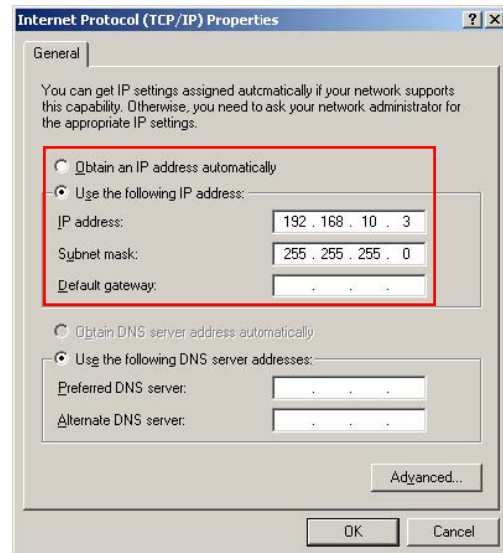 Internet Protocol (TCP/IP) Properties
General
You can get IP settings assigned automatically if your network supports
this capability. Otherwise, you need to ask your network administrator for
the appropriate IP settings.
Obtain an IP address automatically
Use the following IP address:
IP address: 192 . 168 . 10 . 3
Subnet mask: 255 . 255 . 255 . 0
Default gateway: . . .
Obtain DNS server address automatically
Use the following DNS server addresses:
Preferred DNS server: . . .
Alternate DNS server: . . .
Advanced...
OK Cancel